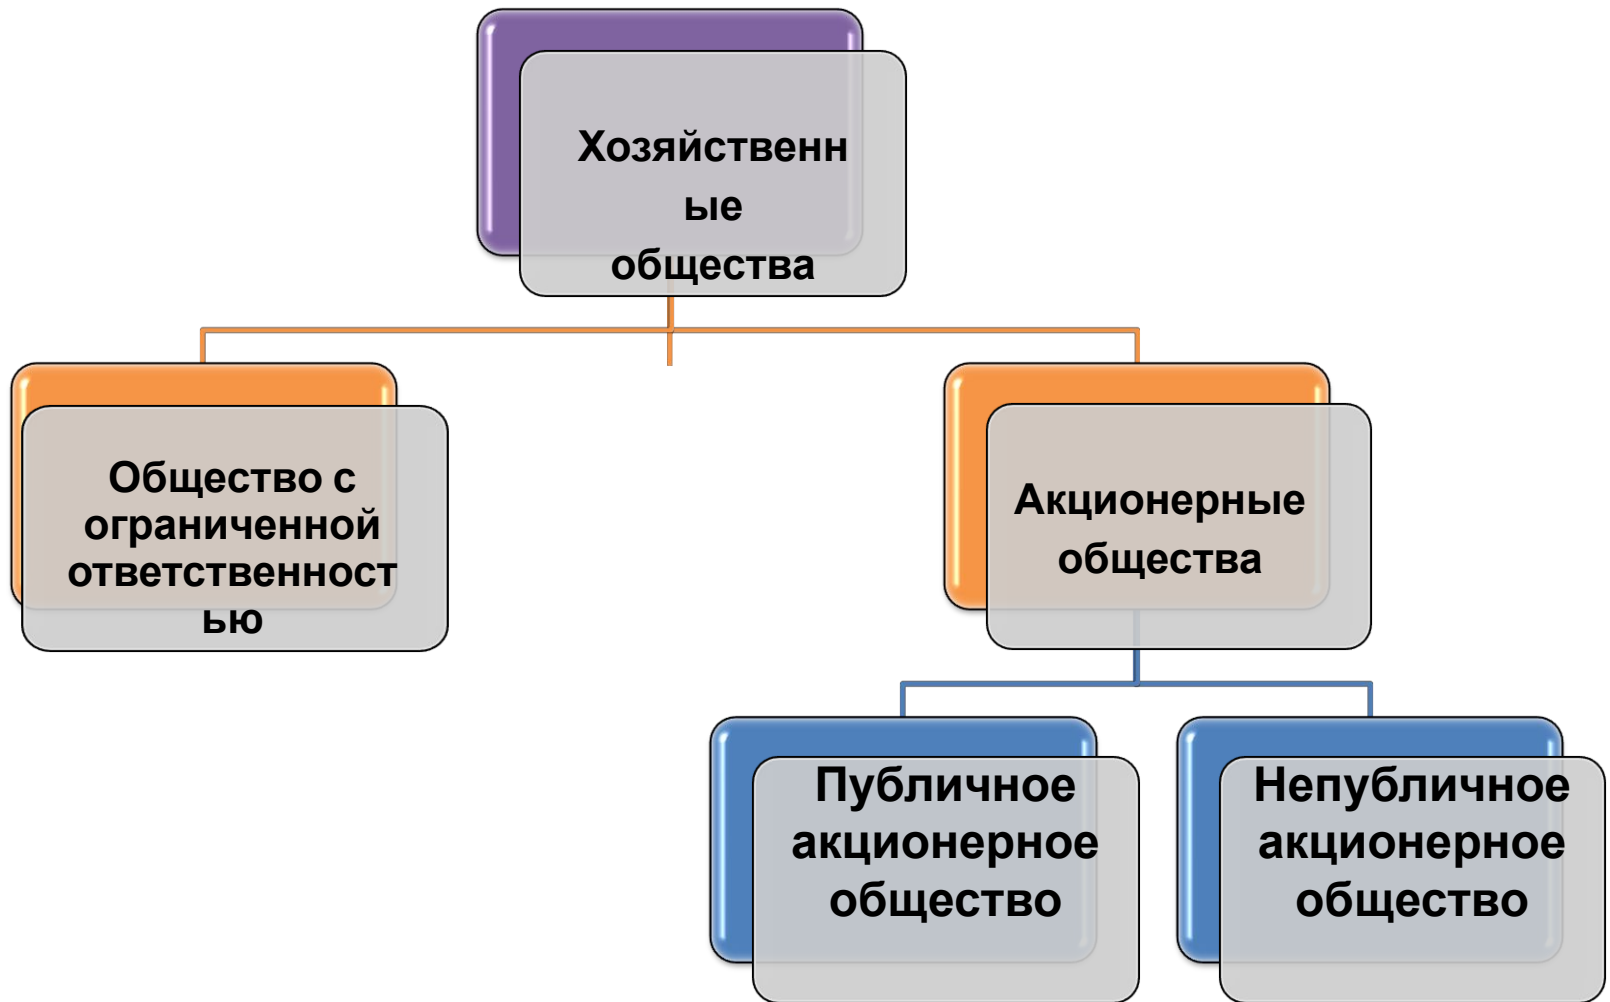 Хозяйственн
ые
общества
Общество с
ограниченной
ответственност
ью
Акционерные
общества
Публичное
акционерное
общество
Непубличное
акционерное
общество